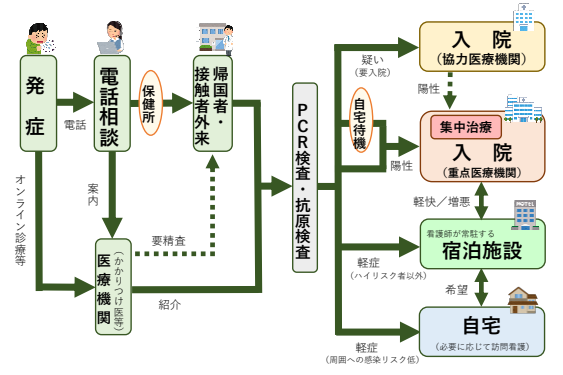 発症
電話
電話相談
保健所
帰国者・
接触者外来
オンライン診療等
案内
要精査
医療機関
（かかりつけ医等）
紹介
PCR検査・抗原検査
疑い
（要入院）
自宅待機
陽性
入 院
（協力医療機関）
陽性
集中治療
入 院
（重点医療機関）
軽快／増悪
HOTEL
看護師が常駐する
宿泊施設
軽症
（ハイリスク者以外）
希望
自宅
（必要に応じて訪問看護）
軽症
（周囲への感染リスク低）